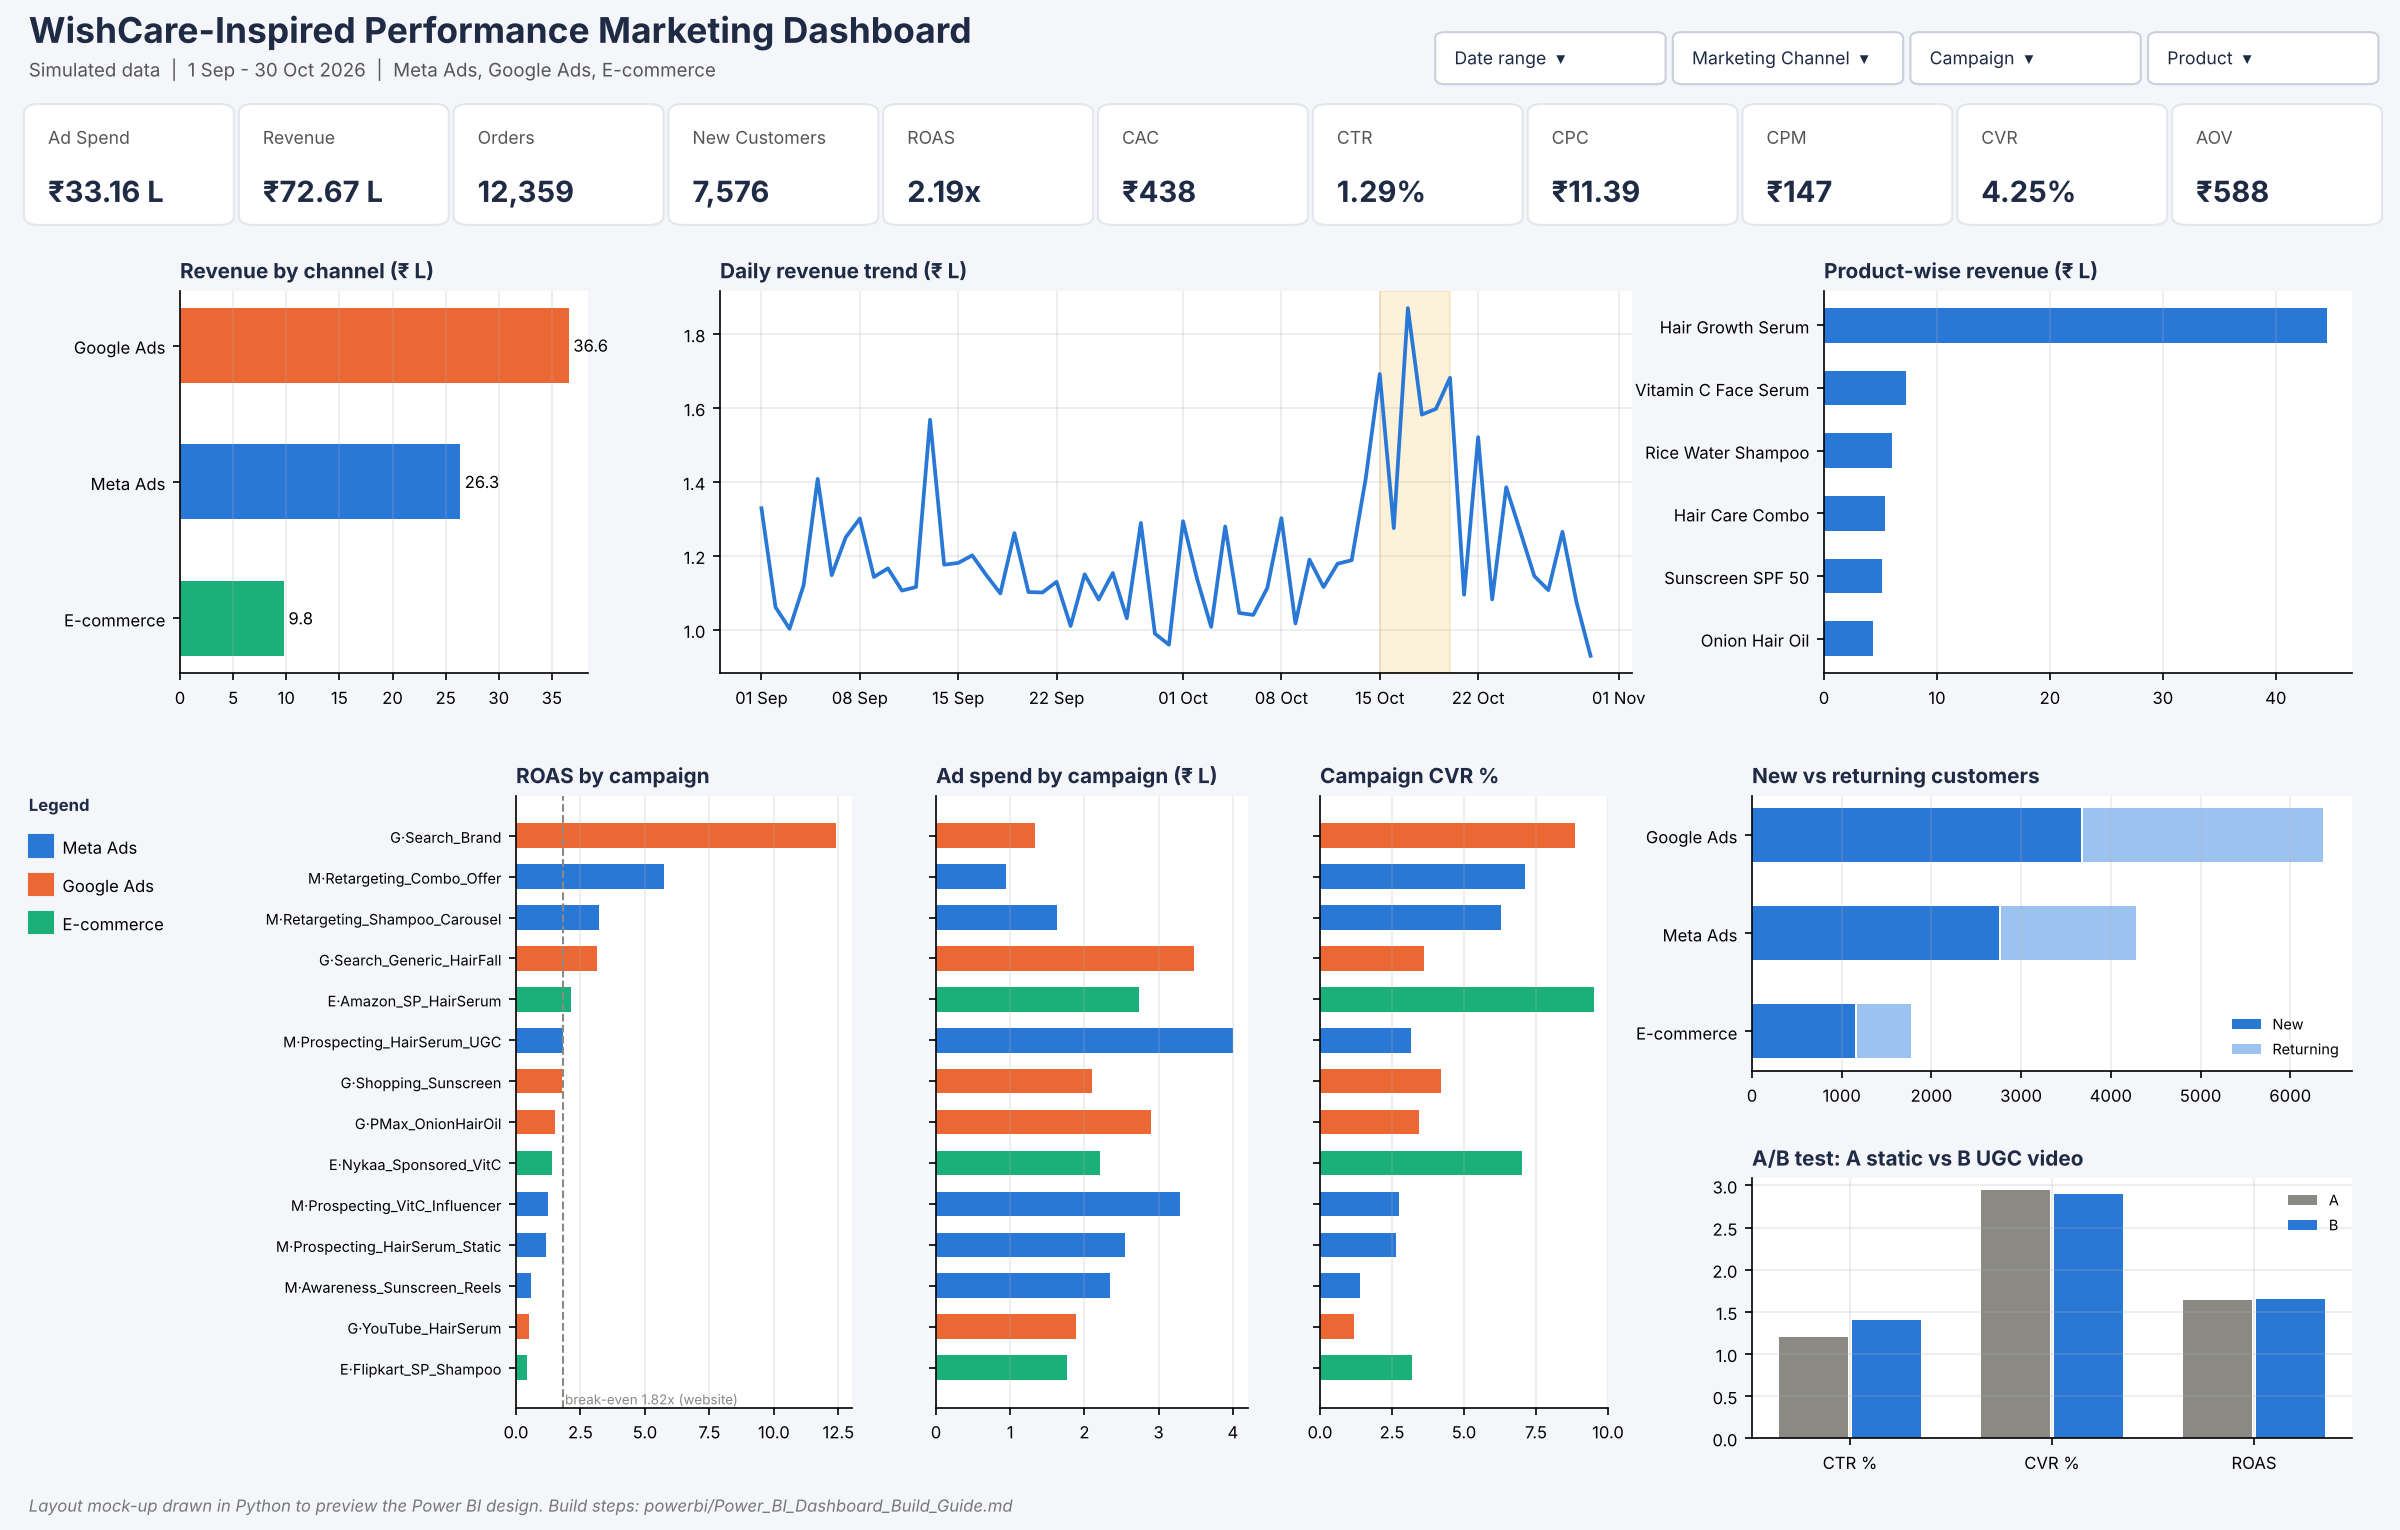 WishCare-Inspired Performance Marketing Dashboard
Simulated data | 1 Sep - 30 Oct 2026 | Meta Ads, Google Ads, E-commerce
Date range ▾
Marketing Channel ▾
Campaign ▾
Product ▾
Ad Spend
₹33.16 L
Revenue
₹72.67 L
Orders
12,359
New Customers
7,576
ROAS
2.19x
CAC
₹438
CTR
1.29%
CPC
₹11.39
CPM
₹147
CVR
4.25%
AOV
₹588
Revenue by channel (₹ L)
Google Ads
36.6
Meta Ads
26.3
E-commerce
9.8
0 5 10 15 20 25 30 35
Daily revenue trend (₹ L)
1.8
1.6
1.4
1.2
1.0
01 Sep 08 Sep 15 Sep 22 Sep 01 Oct 08 Oct 15 Oct 22 Oct 01 Nov
Product-wise revenue (₹ L)
Hair Growth Serum
Vitamin C Face Serum
Rice Water Shampoo
Hair Care Combo
Sunscreen SPF 50
Onion Hair Oil
0 10 20 30 40
Legend
Meta Ads
Google Ads
E-commerce
ROAS by campaign
G·Search_Brand
M·Retargeting_Combo_Offer
M·Retargeting_Shampoo_Carousel
G·Search_Generic_HairFall
E·Amazon_SP_HairSerum
M·Prospecting_HairSerum_UGC
G·Shopping_Sunscreen
G·PMax_OnionHairOil
E·Nykaa_Sponsored_VitC
M·Prospecting_VitC_Influencer
M·Prospecting_HairSerum_Static
M·Awareness_Sunscreen_Reels
G·YouTube_HairSerum
E·Flipkart_SP_Shampoo
break-even 1.82x (website)
0.0 2.5 5.0 7.5 10.0 12.5
Ad spend by campaign (₹ L)
0 1 2 3 4
Campaign CVR %
0.0 2.5 5.0 7.5 10.0
New vs returning customers
Google Ads
Meta Ads
E-commerce
New
Returning
0 1000 2000 3000 4000 5000 6000
A/B test: A static vs B UGC video
3.0
2.5
2.0
1.5
1.0
0.5
0.0
A
B
CTR % CVR % ROAS
Layout mock-up drawn in Python to preview the Power BI design. Build steps: powerbi/Power_BI_Dashboard_Build_Guide.md